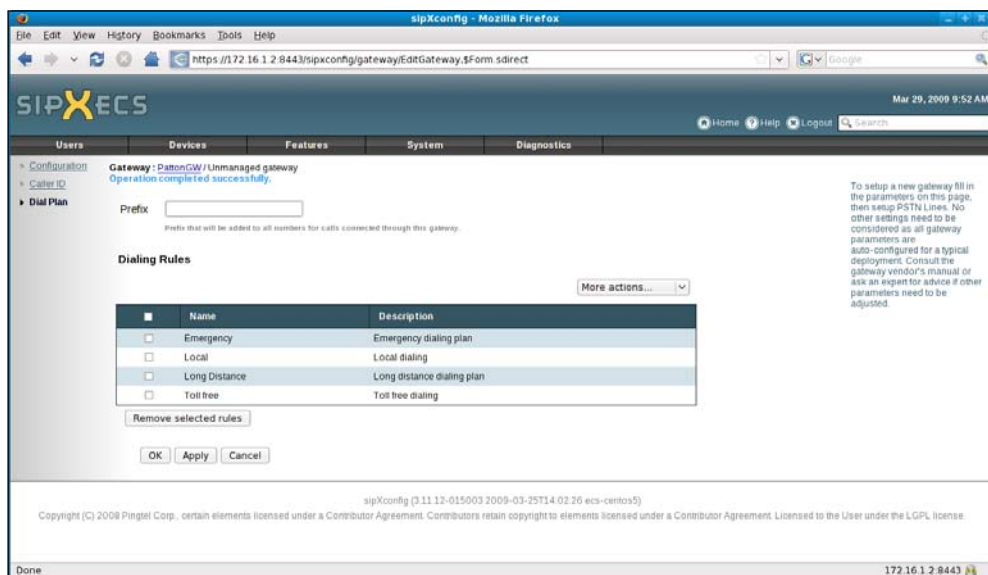 sipXconfig - Mozilla Firefox
File Edit View History Bookmarks Tools Help
https://172.16.1.2:8443/sipxconfig/gateway/EditGateway,$Form.sdirect
Google
SIPXECS
Mar 29, 2009 9:52 AM
Home Help Logout Search
Users Devices Features System Diagnostics
Configuration
Caller ID
Dial Plan
Gateway : PattonGW / Unmanaged gateway
Operation completed successfully.
Prefix
Prefix that will be added to all numbers for calls connected through this gateway.
Dialing Rules
More actions...
Name Description
Emergency Emergency dialing plan
Local Local dialing
Long Distance Long distance dialing plan
Toll free Toll free dialing
Remove selected rules
OK Apply Cancel
To setup a new gateway fill in
the parameters on this page,
then setup PSTN Lines. No
other settings need to be
considered as all gateway
parameters are
auto-configured for a typical
deployment. Consult the
gateway vendor's manual or
ask an expert for advice if other
parameters need to be
adjusted.
sipXconfig (3.11.12-015003 2009-03-25T14:02:26 ecs-centos5)
Copyright (C) 2008 Pingtel Corp., certain elements licensed under a Contributor Agreement. Contributors retain copyright to elements licensed under a Contributor Agreement. Licensed to the User under the LGPL license.
Done
172.16.1.2:8443